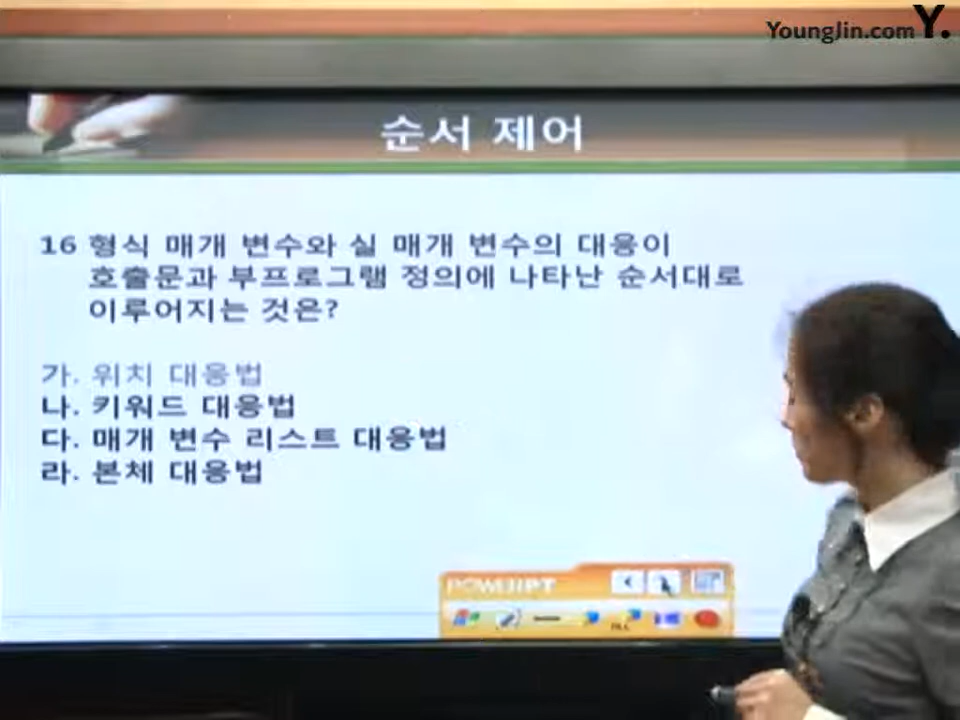 YoungJin.com Y.
순서 제어
16 형식 매개 변수와 실 매개 변수의 대응이
호출문과 부프로그램 정의에 나타난 순서대로
이루어지는 것은?
가. 위치 대응법
나. 키워드 대응법
다. 매개 변수 리스트 대응법
라. 본체 대응법